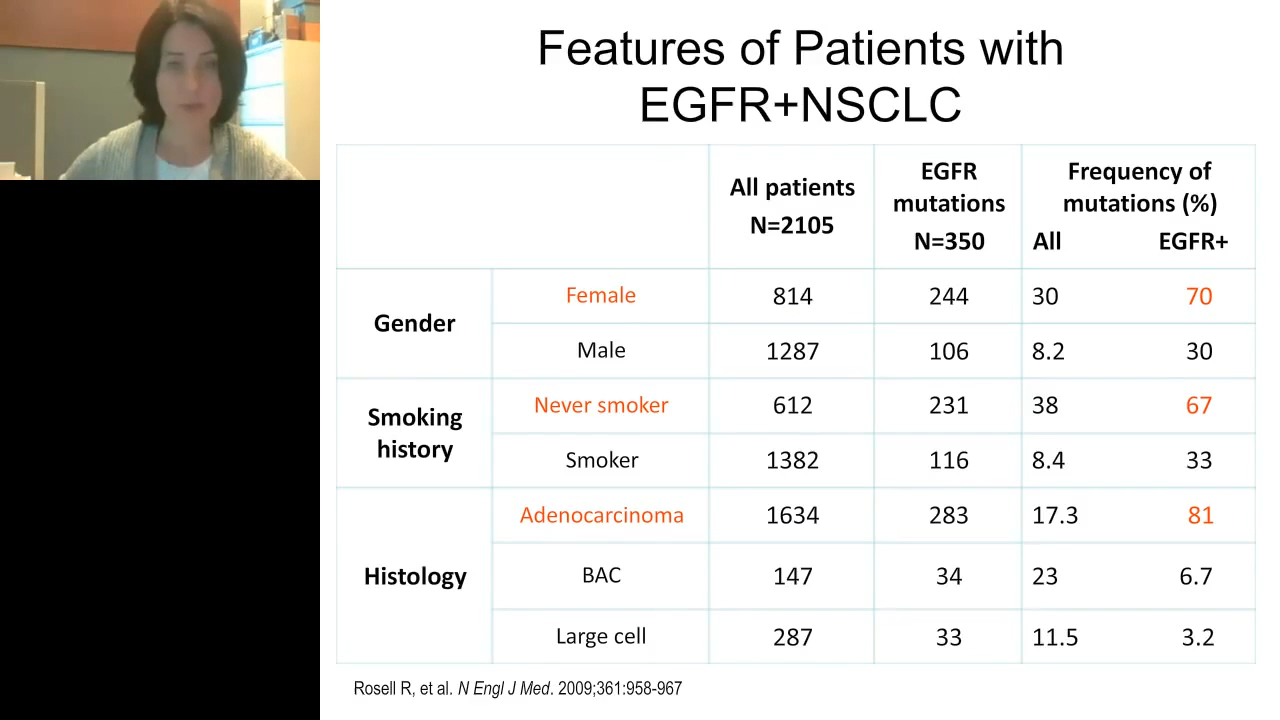 Features of Patients with
EGFR+NSCLC
All patients
N=2105
EGFR
mutations
N=350
Frequency of
mutations (%)
All EGFR+
Gender
Female 814 244 30 70
Male 1287 106 8.2 30
Smoking
history
Never smoker 612 231 38 67
Smoker 1382 116 8.4 33
Histology
Adenocarcinoma 1634 283 17.3 81
BAC 147 34 23 6.7
Large cell 287 33 11.5 3.2
Rosell R, et al. N Engl J Med. 2009;361:958-967